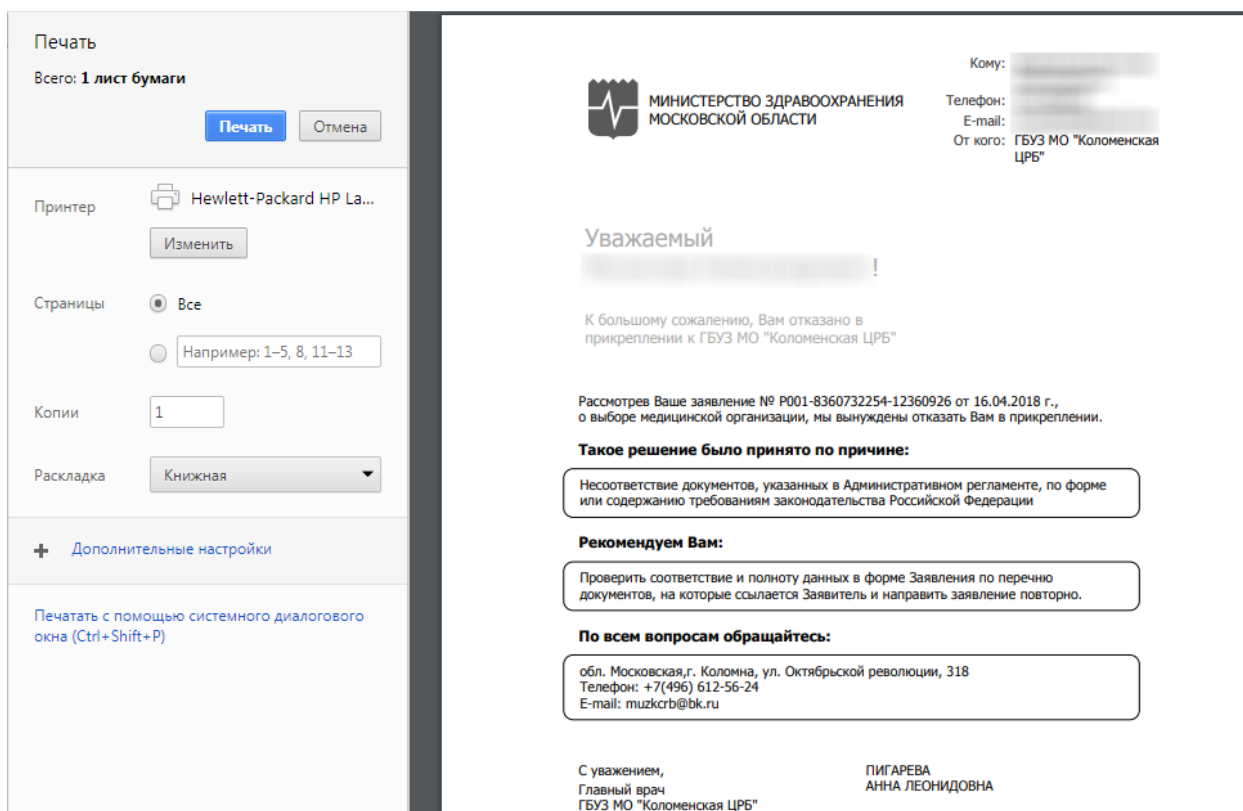 Печать
Всего: 1 лист бумаги
Печать
Отмена
Принтер
Hewlett-Packard HP La...
Изменить
Страницы
Все
Например: 1–5, 8, 11–13
Копии
1
Раскладка
Книжная
Дополнительные настройки
Печатать с помощью системного диалогового
окна (Ctrl+Shift+P)
МИНИСТЕРСТВО ЗДРАВООХРАНЕНИЯ
МОСКОВСКОЙ ОБЛАСТИ
Кому:
Телефон:
E-mail:
От кого: ГБУЗ МО "Коломенская
ЦРБ"
Уважаемый
!
К большому сожалению, Вам отказано в
прикреплении к ГБУЗ МО "Коломенская ЦРБ"
Рассмотрев Ваше заявление № P001-8360732254-12360926 от 16.04.2018 г.,
о выборе медицинской организации, мы вынуждены отказать Вам в прикреплении.
Такое решение было принято по причине:
Несоответствие документов, указанных в Административном регламенте, по форме
или содержанию требованиям законодательства Российской Федерации
Рекомендуем Вам:
Проверить соответствие и полноту данных в форме Заявления по перечню
документов, на которые ссылается Заявитель и направить заявление повторно.
По всем вопросам обращайтесь:
обл. Московская,г. Коломна, ул. Октябрьской революции, 318
Телефон: +7(496) 612-56-24
E-mail: muzkcrb@bk.ru
С уважением,
Главный врач
ГБУЗ МО "Коломенская ЦРБ"
ПИГАРЕВА
АННА ЛЕОНИДОВНА